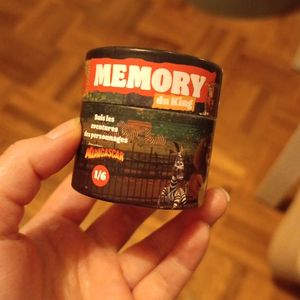 MEMORY
du King
Suis les
aventures
des personnages
MADAGASCAR
1/6